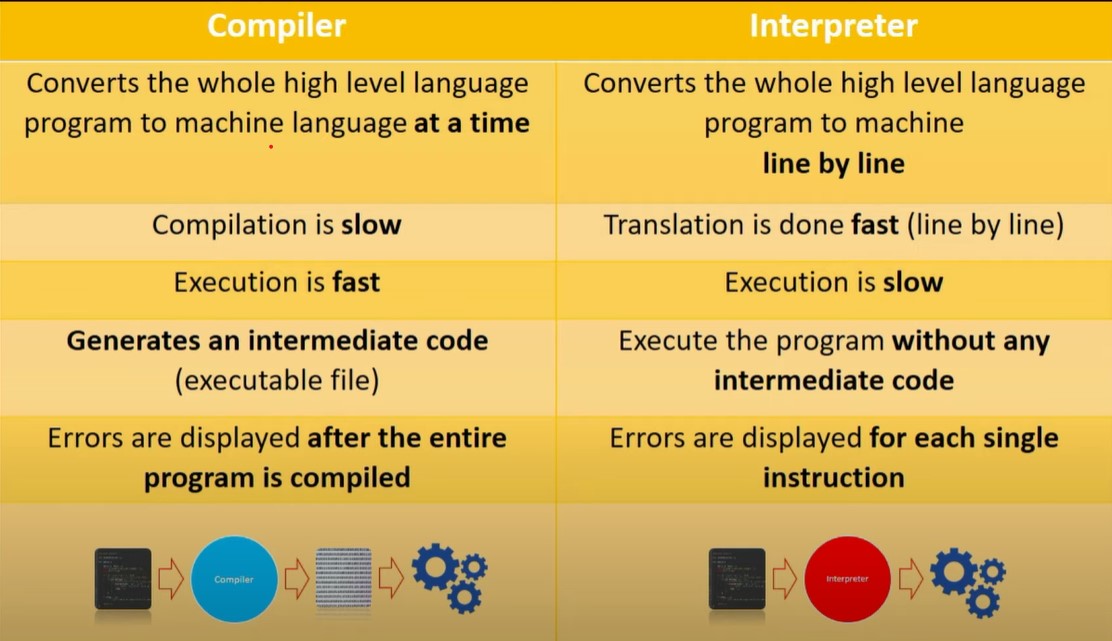 Compiler
Interpreter
Converts the whole high level language
program to machine language at a time
Converts the whole high level language
program to machine
line by line
Compilation is slow
Translation is done fast (line by line)
Execution is fast
Execution is slow
Generates an intermediate code
(executable file)
Execute the program without any
intermediate code
Errors are displayed after the entire
program is compiled
Errors are displayed for each single
instruction
Compiler
Interpreter